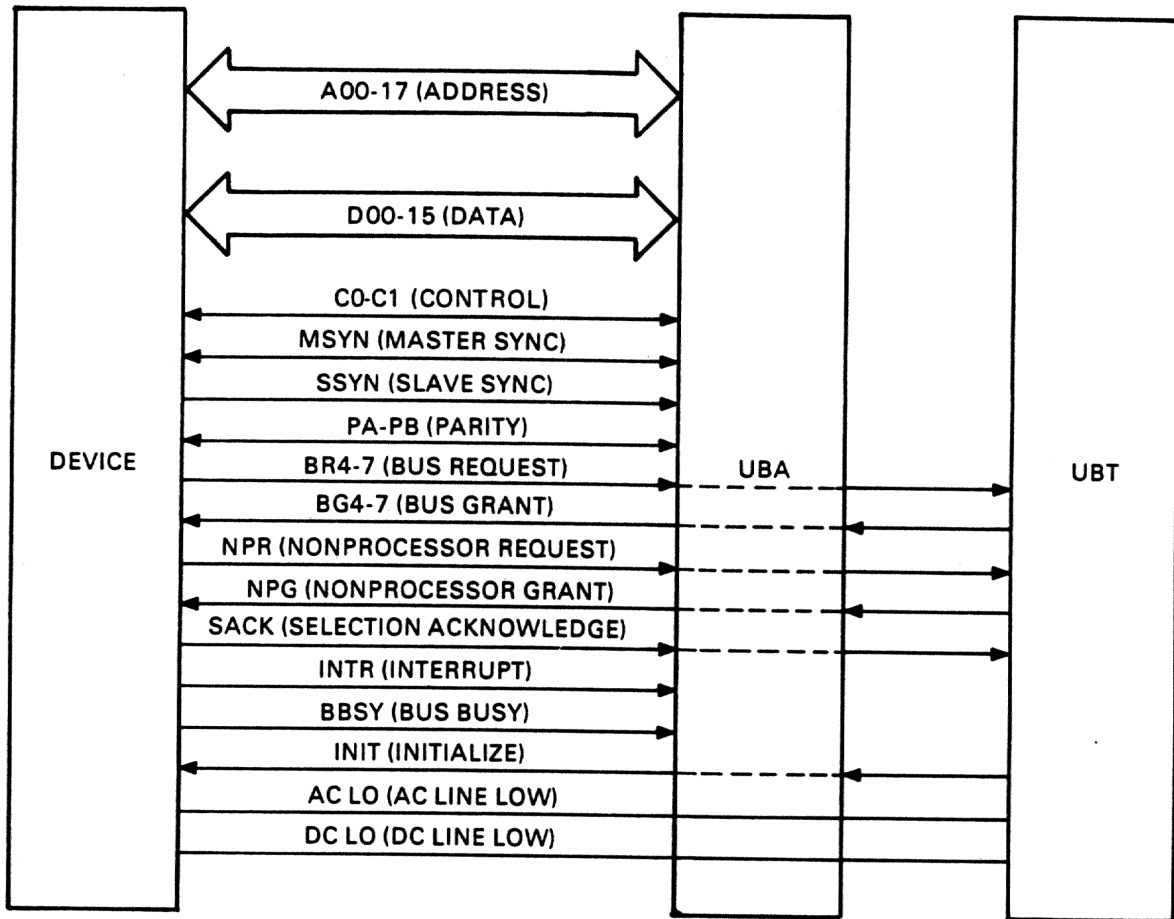 A00-17 (ADDRESS)
D00-15 (DATA)
C0-C1 (CONTROL)
MSYN (MASTER SYNC)
SSYN (SLAVE SYNC)
PA-PB (PARITY)
DEVICE
BR4-7 (BUS REQUEST)
UBA
UBT
BG4-7 (BUS GRANT)
NPR (NONPROCESSOR REQUEST)
NPG (NONPROCESSOR GRANT)
SACK (SELECTION ACKNOWLEDGE)
INTR (INTERRUPT)
BBSY (BUS BUSY)
INIT (INITIALIZE)
AC LO (AC LINE LOW)
DC LO (DC LINE LOW)